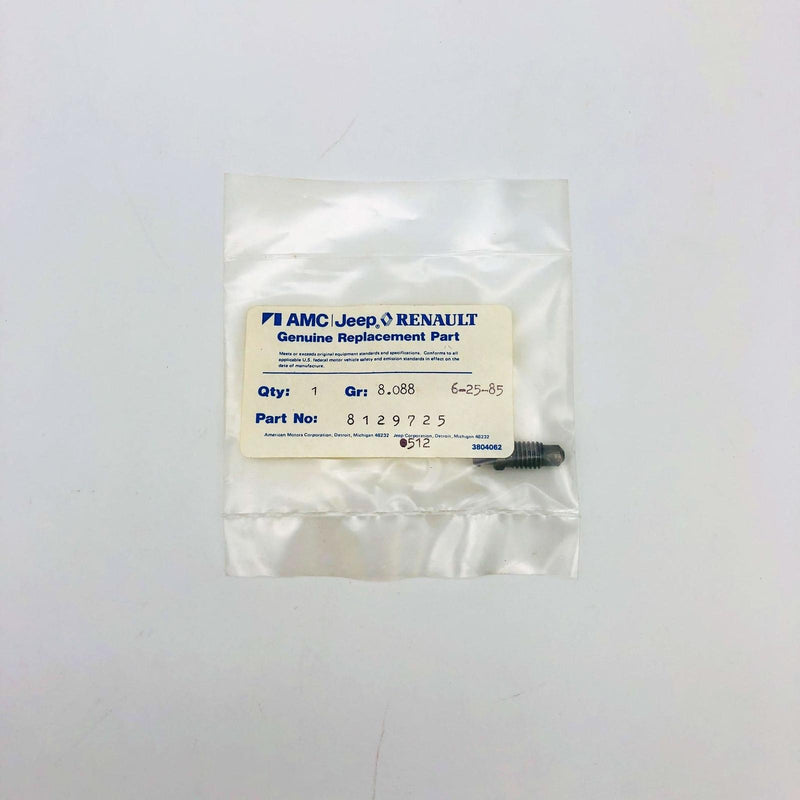 AMC | Jeep® RENAULT
Genuine Replacement Part
Meets or exceeds original equipment standards and specifications. Conforms to all
applicable U.S. federal motor vehicle safety and emission standards in effect on the
date of manufacture.
Qty: 1 Gr: 8.088 6-25-85
Part No: 8129725
American Motors Corporation, Detroit, Michigan 48232 Jeep Corporation, Detroit, Michigan 48232
512
3804062